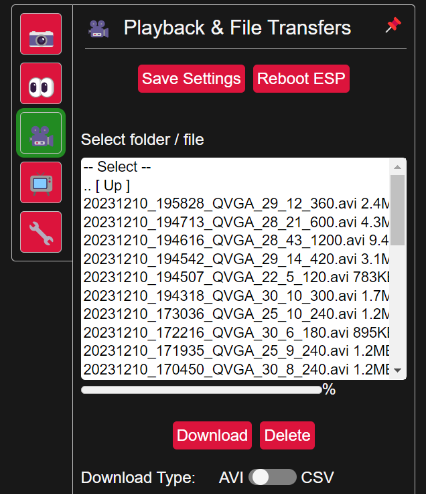 Playback & File Transfers
Save Settings Reboot ESP
Select folder / file
-- Select --
.. [ Up ]
20231210_195828_QVGA_29_12_360.avi 2.4M
20231210_194713_QVGA_28_21_600.avi 4.3M
20231210_194616_QVGA_28_43_1200.avi 9.4
20231210_194542_QVGA_29_14_420.avi 3.1M
20231210_194507_QVGA_22_5_120.avi 783K
20231210_194318_QVGA_30_10_300.avi 1.7M
20231210_173036_QVGA_25_10_240.avi 1.2M
20231210_172216_QVGA_30_6_180.avi 895K
20231210_171935_QVGA_25_9_240.avi 1.2MB
20231210_170450_QVGA_30_8_240.avi 1.2MB
%
Download Delete
Download Type: AVI CSV